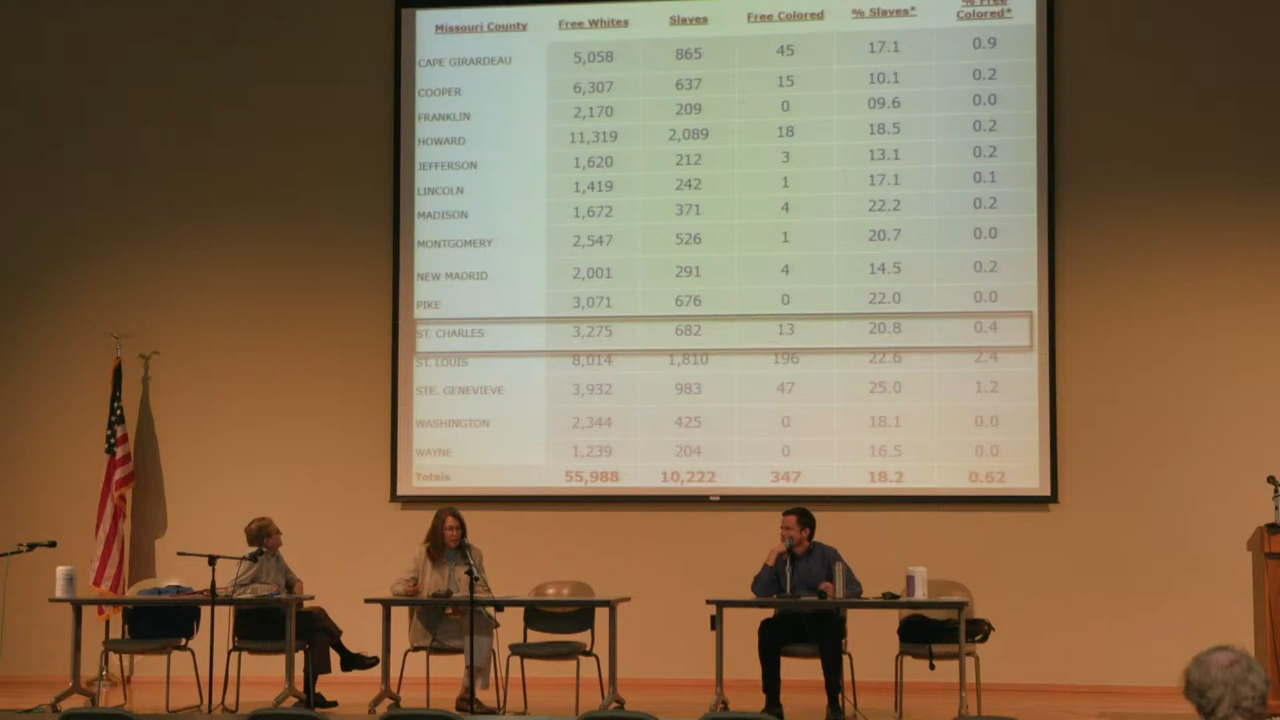 Missouri County Free Whites Slaves Free Colored % Slaves* % Free Colored*
CAPE GIRARDEAU 5,058 865 45 17.1 0.9
COOPER 6,307 637 15 10.1 0.2
FRANKLIN 2,170 209 0 09.6 0.0
HOWARD 11,319 2,089 18 18.5 0.2
JEFFERSON 1,620 212 3 13.1 0.2
LINCOLN 1,419 242 1 17.1 0.1
MADISON 1,672 371 4 22.2 0.2
MONTGOMERY 2,547 526 1 20.7 0.0
NEW MADRID 2,001 291 4 14.5 0.2
PIKE 3,071 676 0 22.0 0.0
ST. CHARLES 3,275 682 13 20.8 0.4
ST. LOUIS 8,014 1,810 196 22.6 2.4
STE. GENEVIEVE 3,932 983 47 25.0 1.2
WASHINGTON 2,344 425 0 18.1 0.0
WAYNE 1,239 204 0 16.5 0.0
Totals 55,988 10,222 347 18.2 0.62